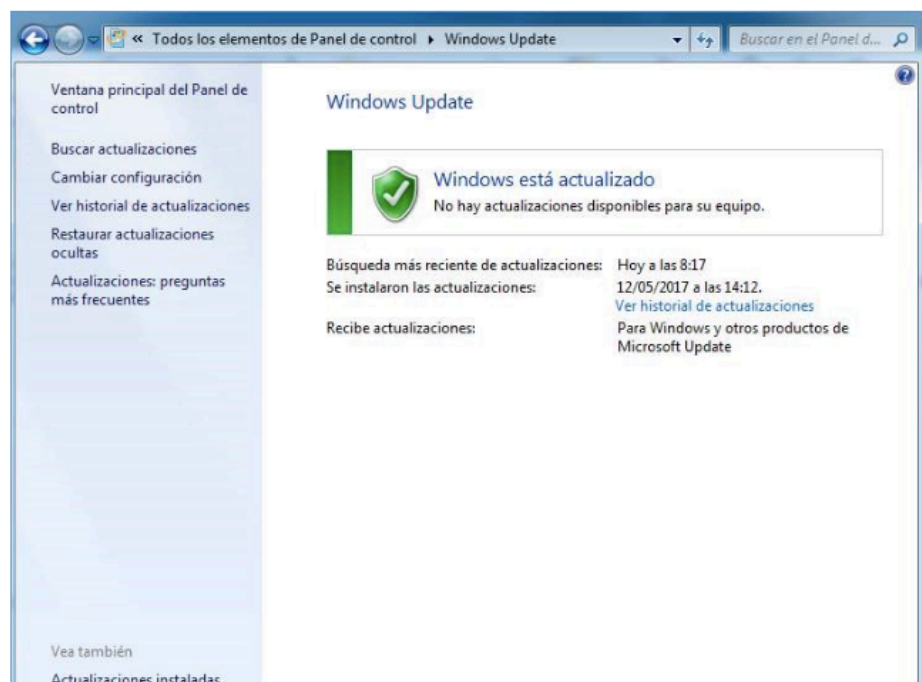 « Todos los elementos de Panel de control ▸ Windows Update
Buscar en el Panel d...
Ventana principal del Panel de
control
Buscar actualizaciones
Cambiar configuración
Ver historial de actualizaciones
Restaurar actualizaciones
ocultas
Actualizaciones: preguntas
más frecuentes
Vea también
Actualizaciones instaladas
Windows Update
Windows está actualizado
No hay actualizaciones disponibles para su equipo.
Búsqueda más reciente de actualizaciones: Hoy a las 8:17
Se instalaron las actualizaciones: 12/05/2017 a las 14:12.
Ver historial de actualizaciones
Recibe actualizaciones: Para Windows y otros productos de
Microsoft Update